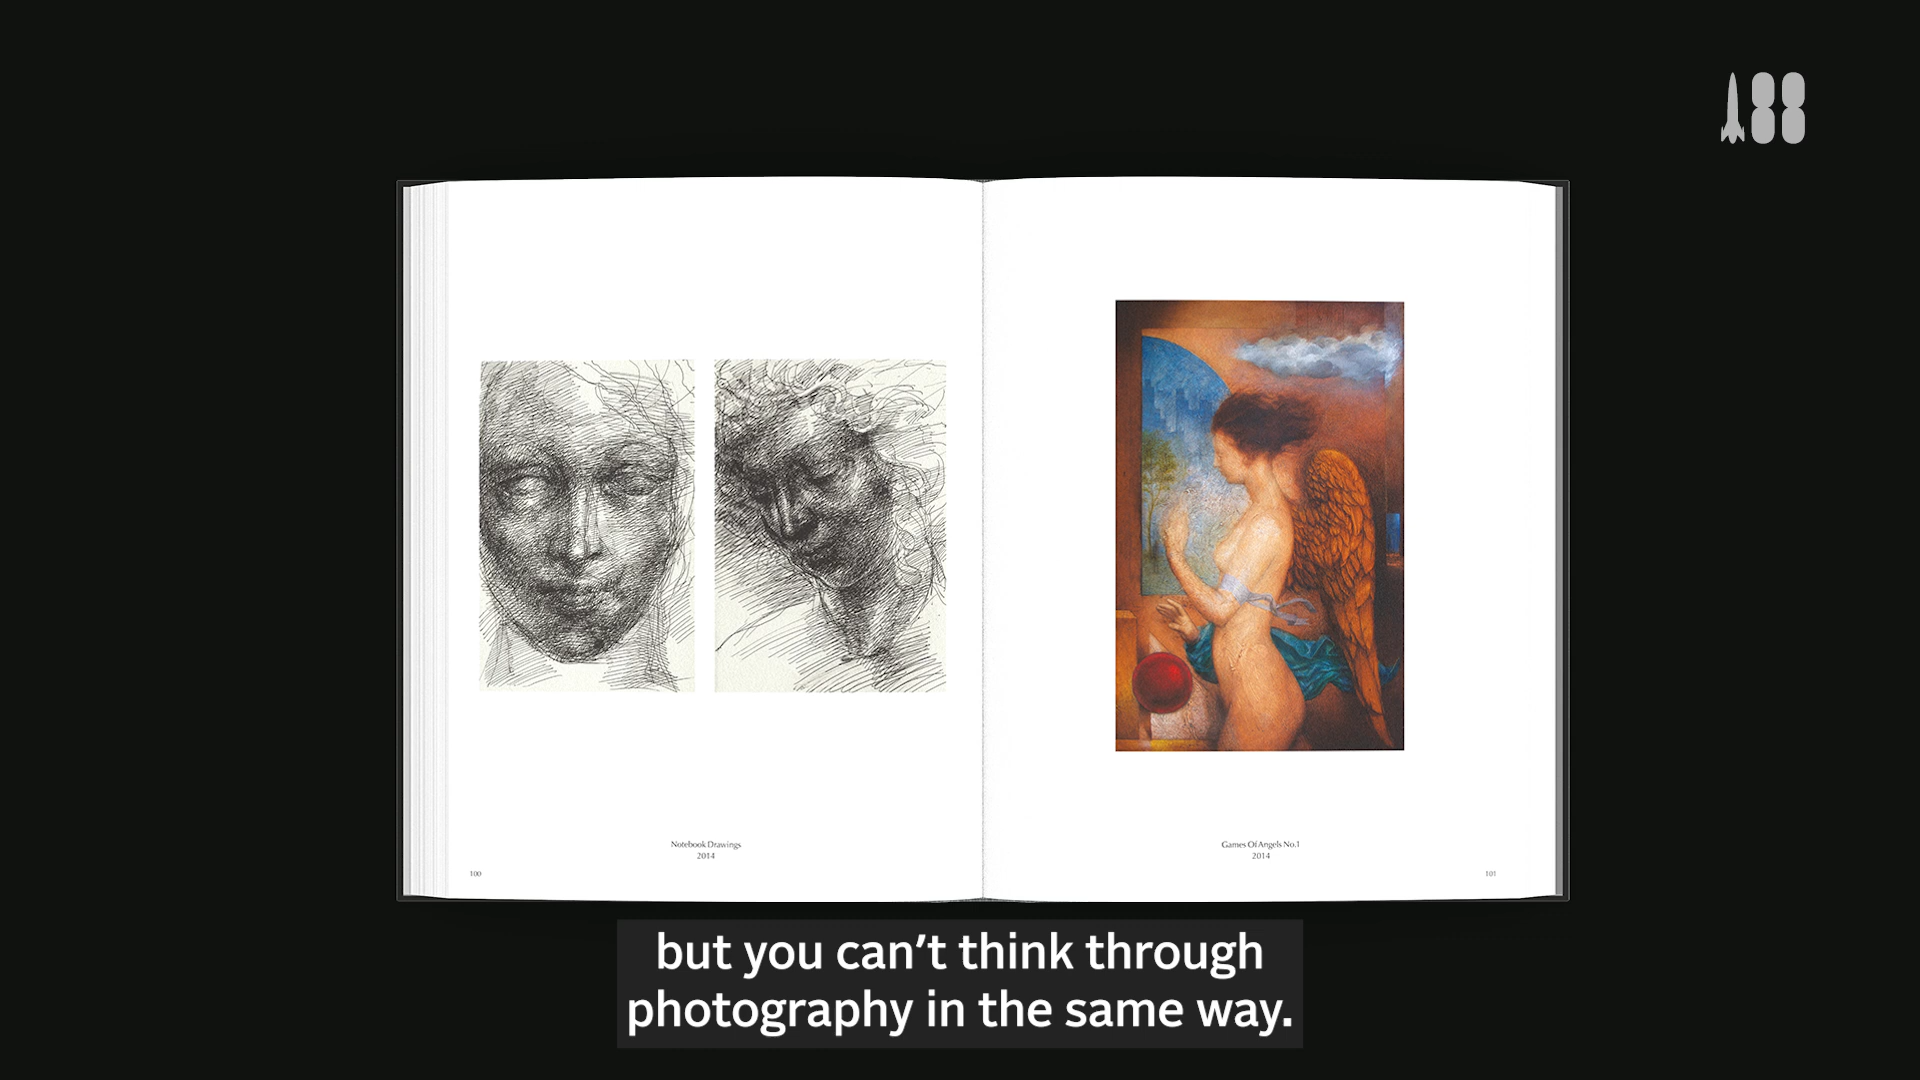 88
Notebook Drawings
2014
100
Games Of Angels No.1
2014
101
but you can't think through
photography in the same way.